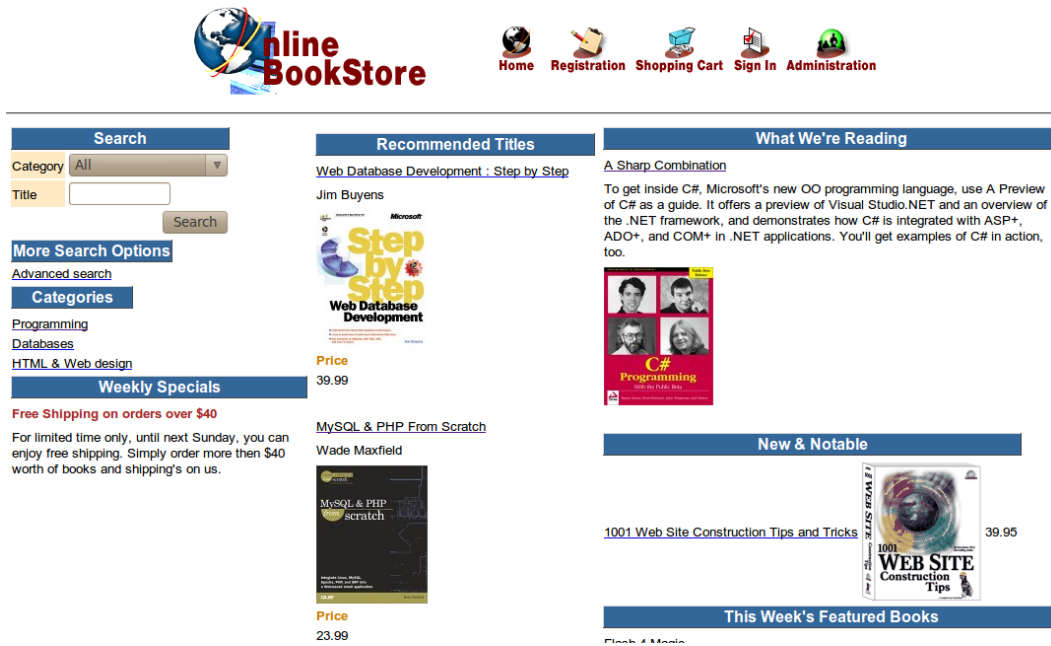 nline
BookStore
Home
Registration
Shopping Cart
Sign In
Administration
Search
Category
All
Title
Search
More Search Options
Advanced search
Categories
Programming
Databases
HTML & Web design
Weekly Specials
Free Shipping on orders over $40
For limited time only, until next Sunday, you can
enjoy free shipping. Simply order more then $40
worth of books and shipping's on us.
Recommended Titles
Web Database Development : Step by Step
Jim Buyens
Microsoft
Step
by
Step
Web Database
Development
Jim Buyens
Price
39.99
MySQL & PHP From Scratch
Wade Maxfield
MySQL & PHP
from scratch
Price
23.99
What We're Reading
A Sharp Combination
To get inside C#, Microsoft's new OO programming language, use A Preview
of C# as a guide. It offers a preview of Visual Studio.NET and an overview of
the .NET framework, and demonstrates how C# is integrated with ASP+,
ADO+, and COM+ in .NET applications. You'll get examples of C# in action,
too.
C#
Programming
With the Public Beta
New & Notable
1001 Web Site Construction Tips and Tricks
1001
WEB SITE
Construction
Tips
39.95
This Week's Featured Books
Flash 4 Magic